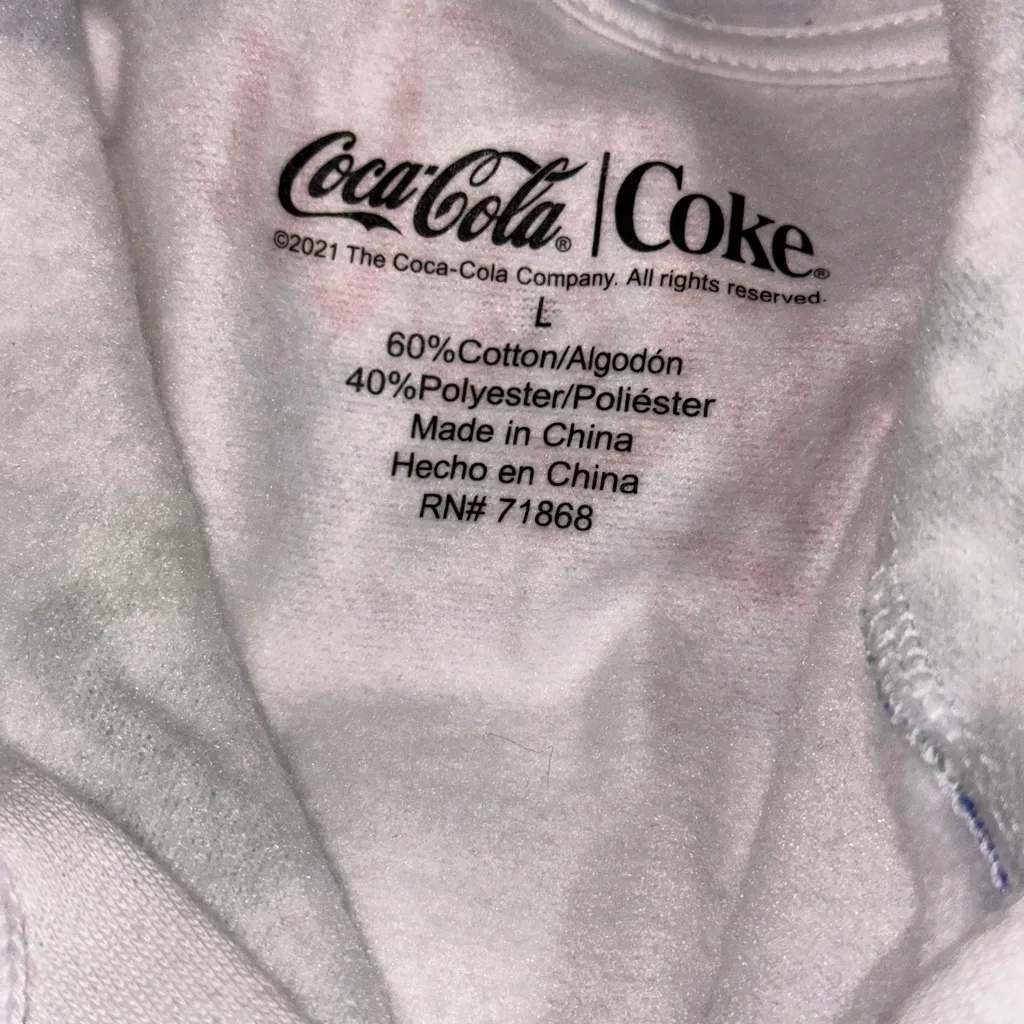 Coca-Cola® | Coke®
©2021 The Coca-Cola Company. All rights reserved.
L
60%Cotton/Algodón
40%Polyester/Poliéster
Made in China
Hecho en China
RN# 71868